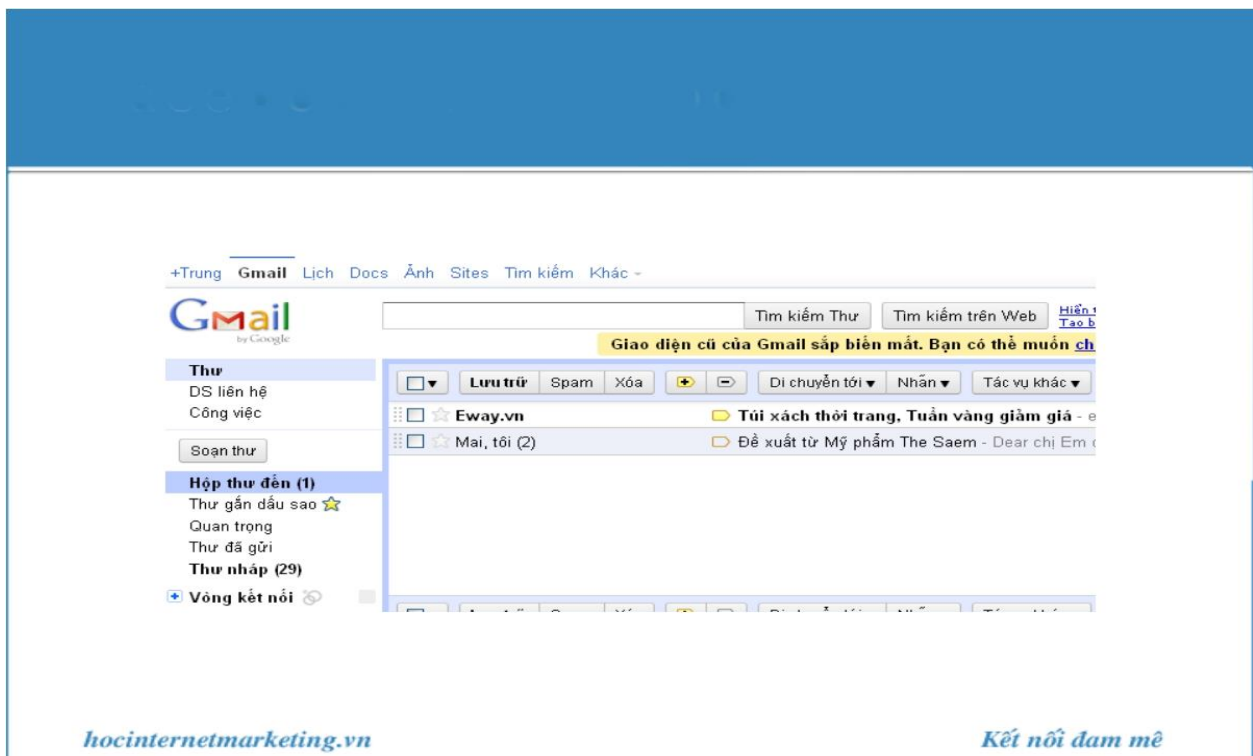 +Trung Gmail Lịch Docs Ảnh Sites Tìm kiếm Khác
Gmail
by Google
Tìm kiếm Thư Tìm kiếm trên Web
Giao diện cũ của Gmail sắp biến mất. Bạn có thể muốn
Thư
DS liên hệ
Công việc
Soạn thư
Hộp thư đến (1)
Thư gắn dấu sao
Quan trọng
Thư đã gửi
Thư nháp (29)
Vòng kết nối
Lưu trữ Spam Xóa Di chuyển tới Nhãn Tác vụ khác
Eway.vn Túi xách thời trang, Tuần vàng giảm giá -
Mai, tôi (2) Đề xuất từ Mỹ phẩm The Saem - Dear chị Em
hocinternetmarketing.vn Kết nối đam mê